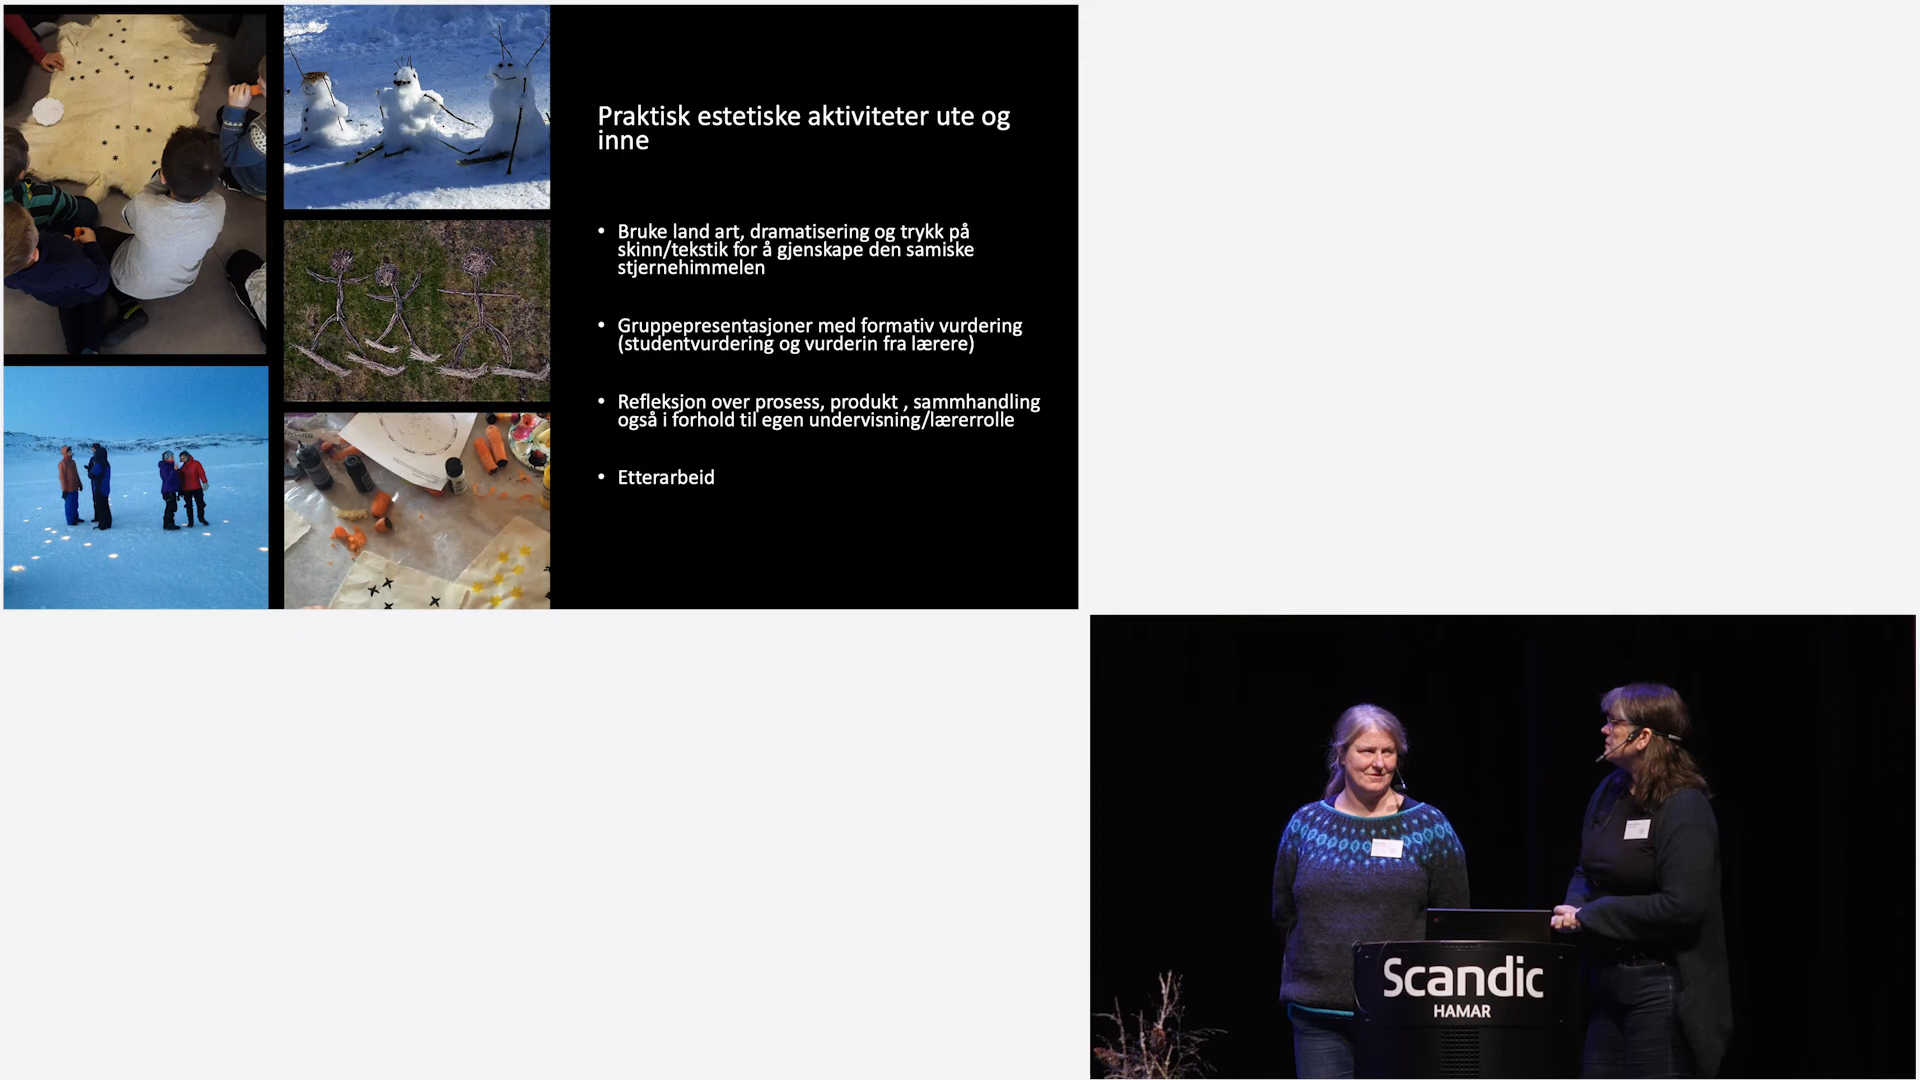 Praktisk estetiske aktiviteter ute og
inne
• Bruke land art, dramatisering og trykk på
skinn/tekstik for å gjenskape den samiske
stjernehimmelen
• Gruppepresentasjoner med formativ vurdering
(studentvurdering og vurderin fra lærere)
• Refleksjon over prosess, produkt , sammhandling
også i forhold til egen undervisning/lærerrolle
• Etterarbeid
Scandic
HAMAR